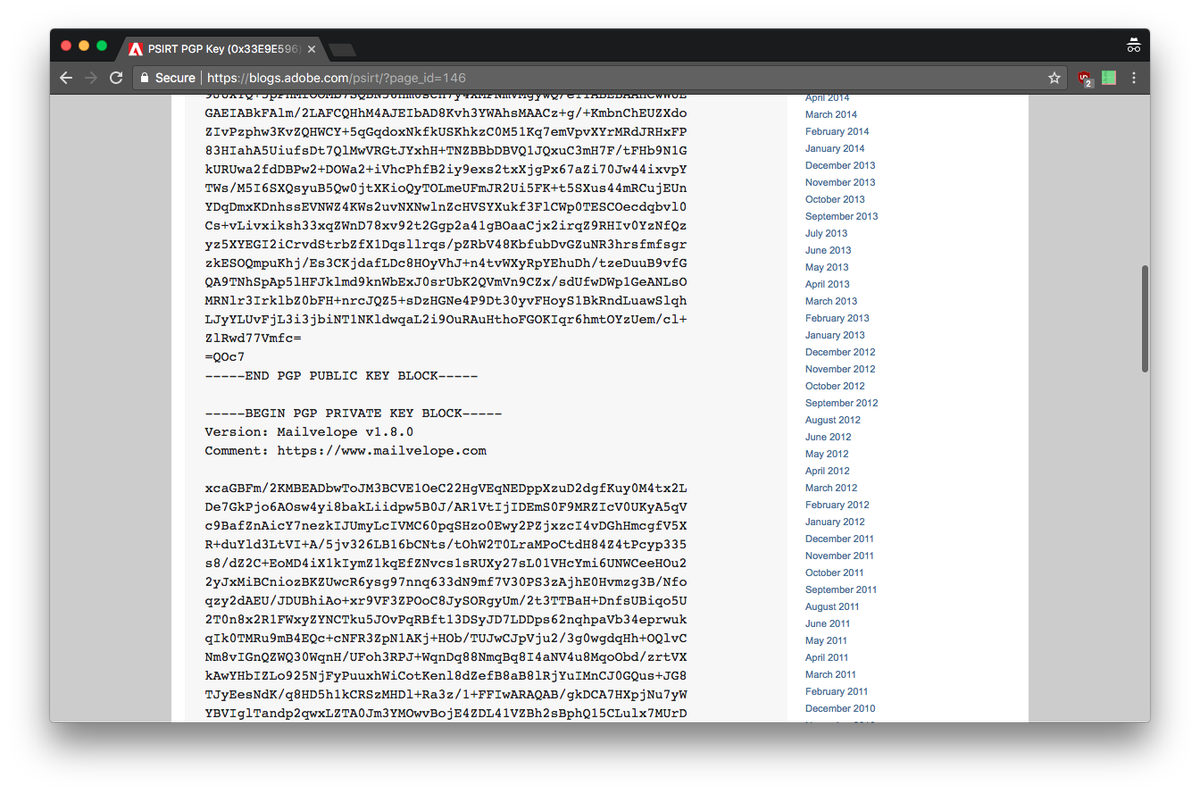 PSIRT PGP Key (0x33E9E596)
Secure | https://blogs.adobe.com/psirt/?page_id=146
2
GAEIABkFAlm/2LAFCQHhM4AJEIbAD8Kvh3YWAhsMAACz+g/+KmbnChEUZXdo
ZIvPzphw3KvZQHWCY+5qGqdoxNkfkUSKhkzC0M51Kq7emVpvXYrMRdJRHxFP
83HIahA5UiufsDt7QlMwVRGtJYxhH+TNZBBbDBVQ1JQxuC3mH7F/tFHb9N1G
kURUwa2fdDBPw2+DOWa2+iVhcPhfB2iy9exs2txXjgPx67aZi70Jw44ixvpY
TWs/M5I6SXQsyuB5Qw0jtXKioQyTOLmeUFmJR2Ui5FK+t5SXus44mRCujEUn
YDqDmxKDnhssEVNWZ4KWs2uvNXNwlnZcHVSYXukf3FlCWp0TESCOecdqbvl0
Cs+vLivxiksh33xqZWnD78xv92t2Ggp2a41gBOaaCjx2irqZ9RHIv0YzNfQz
yz5XYEGI2iCrvdStrbZfX1Dqsllrqs/pZRbV48KbfubDvGZuNR3hrsfmfsgr
zkESOQmpuKhj/Es3CKjdafLDc8HOyVhJ+n4tvWXyRpYEhuDh/tzeDuuB9vfG
QA9TNhSpAp5lHFJklmd9knWbExJ0srUbK2QVmVn9CZx/sdUfwDWp1GeANLsO
MRNlr3IrklbZ0bFH+nrcJQZ5+sDzHGNe4P9Dt30yvFHoyS1BkRndLuawSlqh
LJyYLUvFjL3i3jbiNT1NKldwqaL2i9OuRAuHthoFGOKIqr6hmtOYzUem/cl+
ZlRwd77Vmfc=
=QOc7
-----END PGP PUBLIC KEY BLOCK-----
-----BEGIN PGP PRIVATE KEY BLOCK-----
Version: Mailvelope v1.8.0
Comment: https://www.mailvelope.com
xcaGBFm/2KMBEADbwToJM3BCVE1OeC22HgVEqNEDppXzuD2dgfKuy0M4tx2L
De7GkPjo6AOsw4yi8bakLiidpw5B0J/AR1VtIjIDEmS0F9MRZIcV0UKyA5qV
c9BafZnAicY7nezkIJUmyLcIVMC60pqSHzo0Ewy2PZjxzcI4vDGhHmcgfV5X
R+duYld3LtVI+A/5jv326LB16bCNts/tOhW2T0LraMPoCtdH84Z4tPcyp335
s8/dZ2C+EoMD4iX1kIymZ1kqEfZNvcs1sRUXy27sL01VHcYmi6UNWCeeHOu2
2yJxMiBCniozBKZUwcR6ysg97nnq633dN9mf7V30PS3zAjhE0Hvmzg3B/Nfo
qzy2dAEU/JDUBhiAo+xr9VF3ZPOoC8JySORgyUm/2t3TTBaH+DnfsUBiqo5U
2T0n8x2R1FWxyZYNCTku5JOvPqRBft13DSyJD7LDDps62nqhpaVb34eprwuk
qIk0TMRu9mB4EQc+cNFR3ZpN1AKj+HOb/TUJwCJpVju2/3g0wgdqHh+OQlvC
Nm8vIGnQZWQ30WqnH/UFoh3RPJ+WqnDq88NmqBq8I4aNV4u8MqoObd/zrtVX
kAwYHbIZLo925NjFyPuuxhWiCotKenl8dZefB8aB8lRjYuIMnCJ0GQus+JG8
TJyEesNdK/q8HD5h1kCRSzMHDl+Ra3z/1+FFIwARAQAB/gkDCA7HXpjNu7yW
YBVIglTandp2qwxLZTA0Jm3YMOwvBojE4ZDL41VZBh2sBphQ15CLulx7MUrD
April 2014
March 2014
February 2014
January 2014
December 2013
November 2013
October 2013
September 2013
July 2013
June 2013
May 2013
April 2013
March 2013
February 2013
January 2013
December 2012
November 2012
October 2012
September 2012
August 2012
June 2012
May 2012
April 2012
March 2012
February 2012
January 2012
December 2011
November 2011
October 2011
September 2011
August 2011
June 2011
May 2011
April 2011
March 2011
February 2011
December 2010